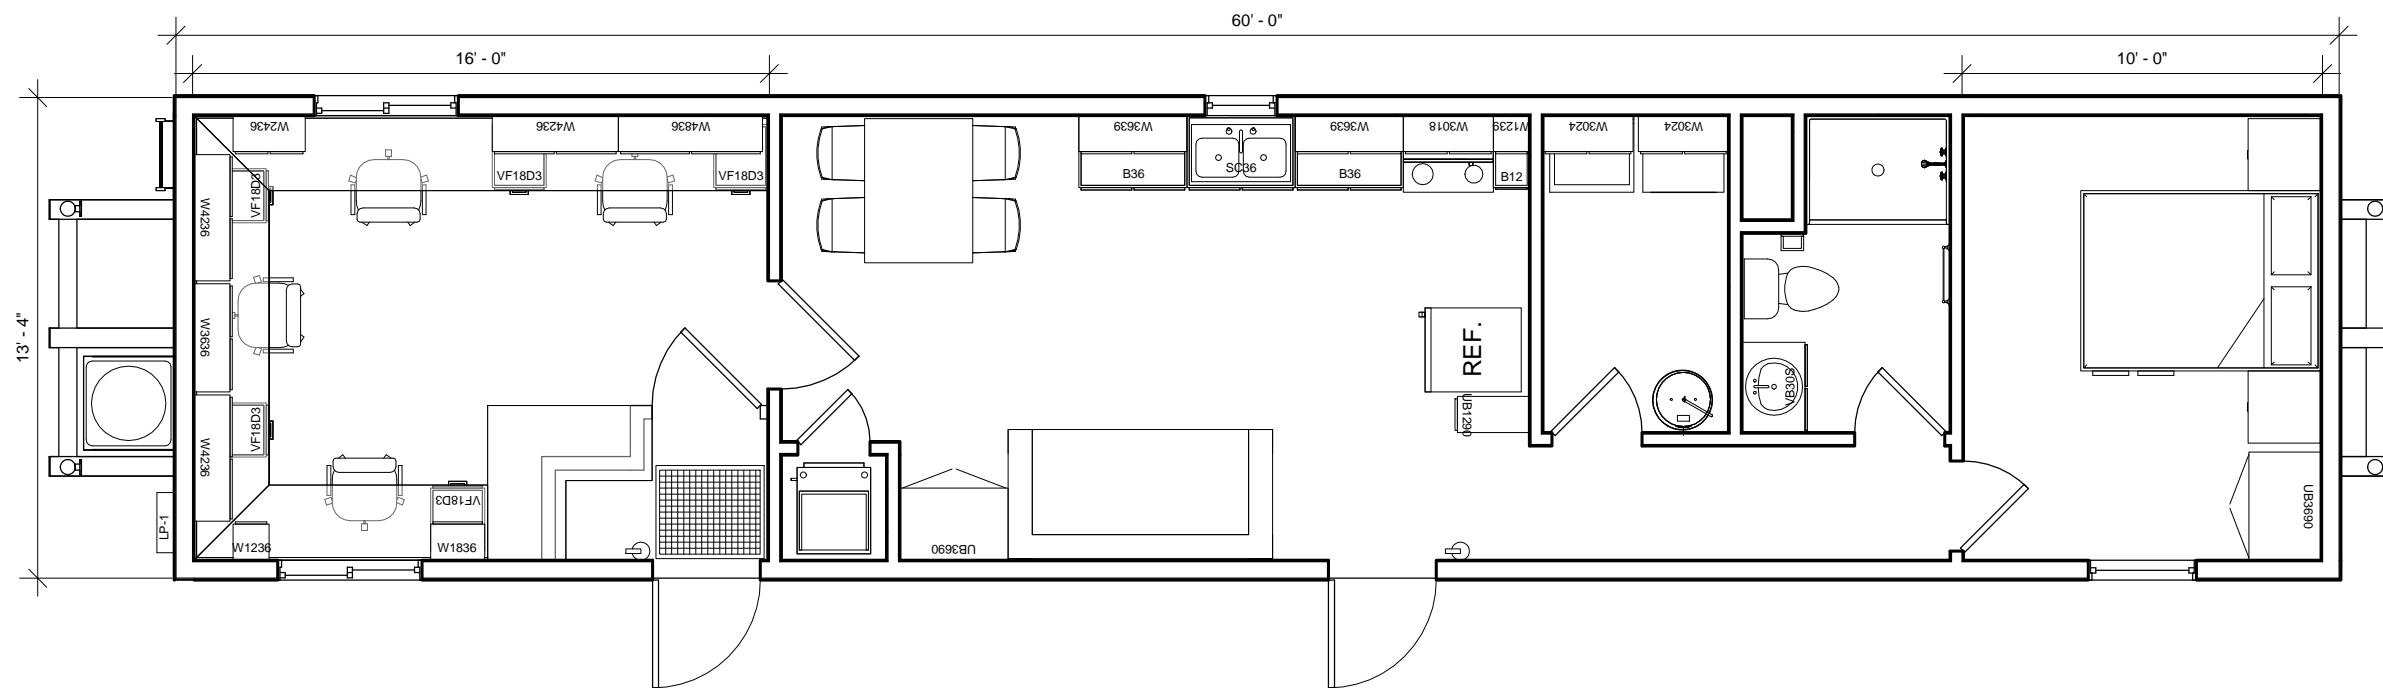 60' - 0"
16' - 0"
10' - 0"
13' - 4"
W2436
W4236
W4836
W3639
W3639
W3018
W1239
W3024
W3024
VF18D3
VF18D3
VF18D3
B36
SC36
B36
B12
W4236
W3636
REF.
VB30S
UB1290
W4236
VF18D3
VF18D3
LP-1
W1236
W1836
UB3690
UB3690